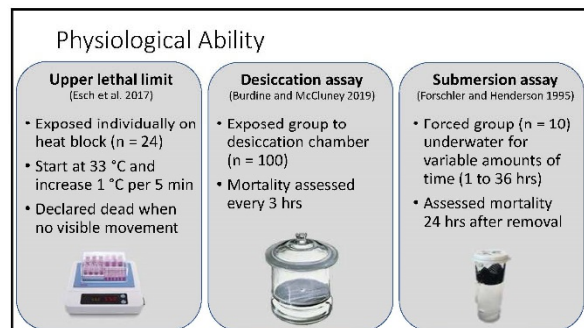 Physiological Ability
Upper lethal limit
(Esch et al. 2017)
• Exposed individually on
heat block (n = 24)
• Start at 33 °C and
increase 1 °C per 5 min
• Declared dead when
no visible movement
Desiccation assay
(Burdine and McCluney 2019)
• Exposed group to
desiccation chamber
(n = 100)
• Mortality assessed
every 3 hrs
Submersion assay
(Forschler and Henderson 1995)
• Forced group (n = 10)
underwater for
variable amounts of
time (1 to 36 hrs)
• Assessed mortality
24 hrs after removal